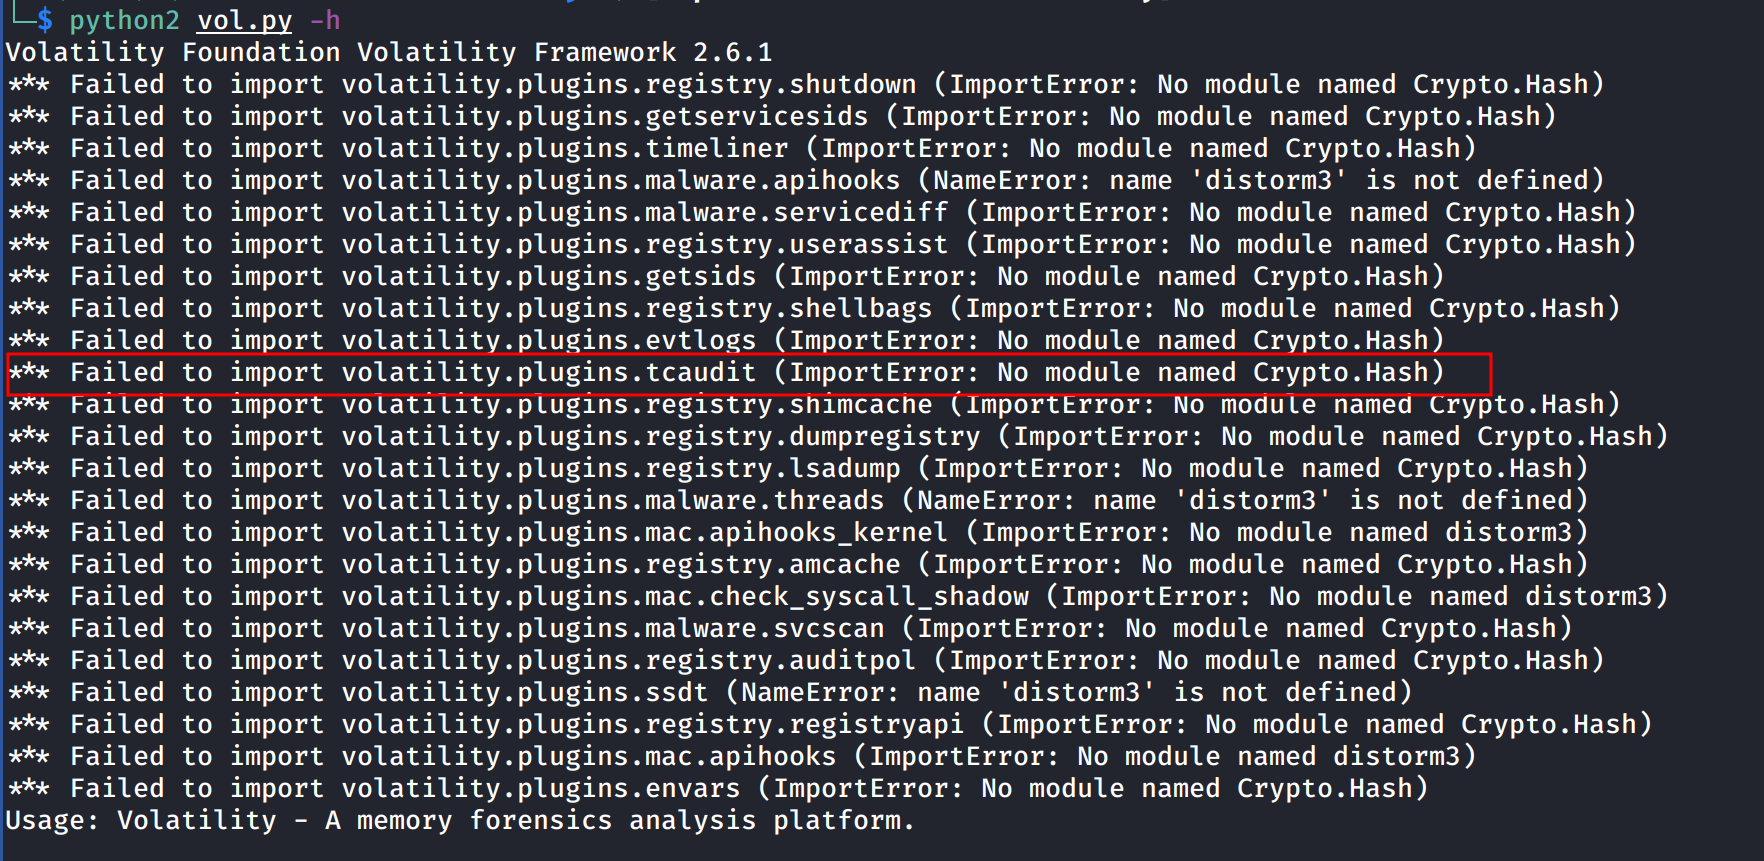 └─$ python2 vol.py -h
Volatility Foundation Volatility Framework 2.6.1
*** Failed to import volatility.plugins.registry.shutdown (ImportError: No module named Crypto.Hash)
*** Failed to import volatility.plugins.getservicesids (ImportError: No module named Crypto.Hash)
*** Failed to import volatility.plugins.timeliner (ImportError: No module named Crypto.Hash)
*** Failed to import volatility.plugins.malware.apihooks (NameError: name 'distorm3' is not defined)
*** Failed to import volatility.plugins.malware.servicediff (ImportError: No module named Crypto.Hash)
*** Failed to import volatility.plugins.registry.userassist (ImportError: No module named Crypto.Hash)
*** Failed to import volatility.plugins.getsids (ImportError: No module named Crypto.Hash)
*** Failed to import volatility.plugins.registry.shellbags (ImportError: No module named Crypto.Hash)
*** Failed to import volatility.plugins.evtlogs (ImportError: No module named Crypto.Hash)
*** Failed to import volatility.plugins.tcaudit (ImportError: No module named Crypto.Hash)
*** Failed to import volatility.plugins.registry.shimcache (ImportError: No module named Crypto.Hash)
*** Failed to import volatility.plugins.registry.dumpregistry (ImportError: No module named Crypto.Hash)
*** Failed to import volatility.plugins.registry.lsadump (ImportError: No module named Crypto.Hash)
*** Failed to import volatility.plugins.malware.threads (NameError: name 'distorm3' is not defined)
*** Failed to import volatility.plugins.mac.apihooks_kernel (ImportError: No module named distorm3)
*** Failed to import volatility.plugins.registry.amcache (ImportError: No module named Crypto.Hash)
*** Failed to import volatility.plugins.mac.check_syscall_shadow (ImportError: No module named distorm3)
*** Failed to import volatility.plugins.malware.svcscan (ImportError: No module named Crypto.Hash)
*** Failed to import volatility.plugins.registry.auditpol (ImportError: No module named Crypto.Hash)
*** Failed to import volatility.plugins.ssdt (NameError: name 'distorm3' is not defined)
*** Failed to import volatility.plugins.registry.registryapi (ImportError: No module named Crypto.Hash)
*** Failed to import volatility.plugins.mac.apihooks (ImportError: No module named distorm3)
*** Failed to import volatility.plugins.envars (ImportError: No module named Crypto.Hash)
Usage: Volatility - A memory forensics analysis platform.